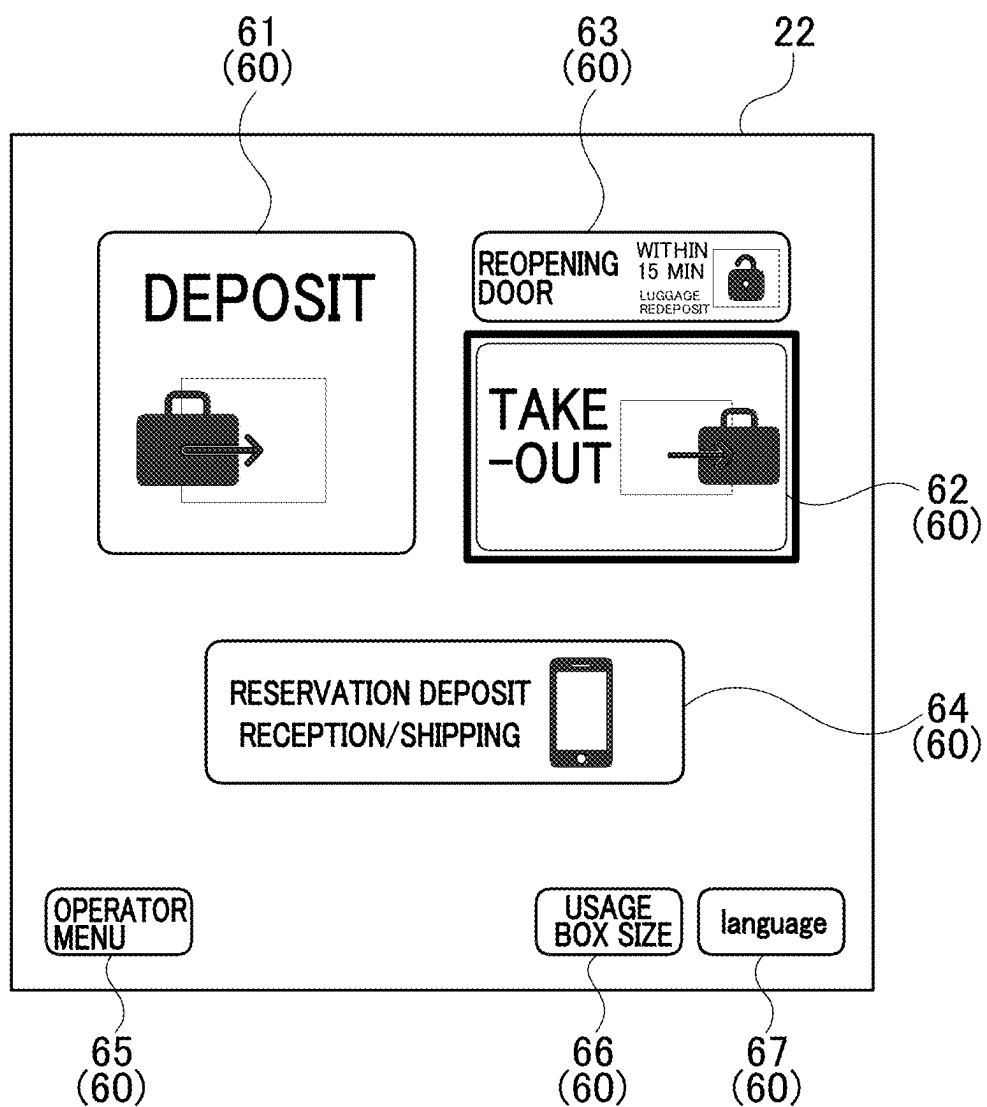 61
(60)
63
(60)
22
DEPOSIT
REOPENING
DOOR
WITHIN
15 MIN
LUGGAGE
REDEPOSIT
TAKE
-OUT
62
(60)
RESERVATION DEPOSIT
RECEPTION/SHIPPING
64
(60)
OPERATOR
MENU
USAGE
BOX SIZE
language
65
(60)
66
(60)
67
(60)